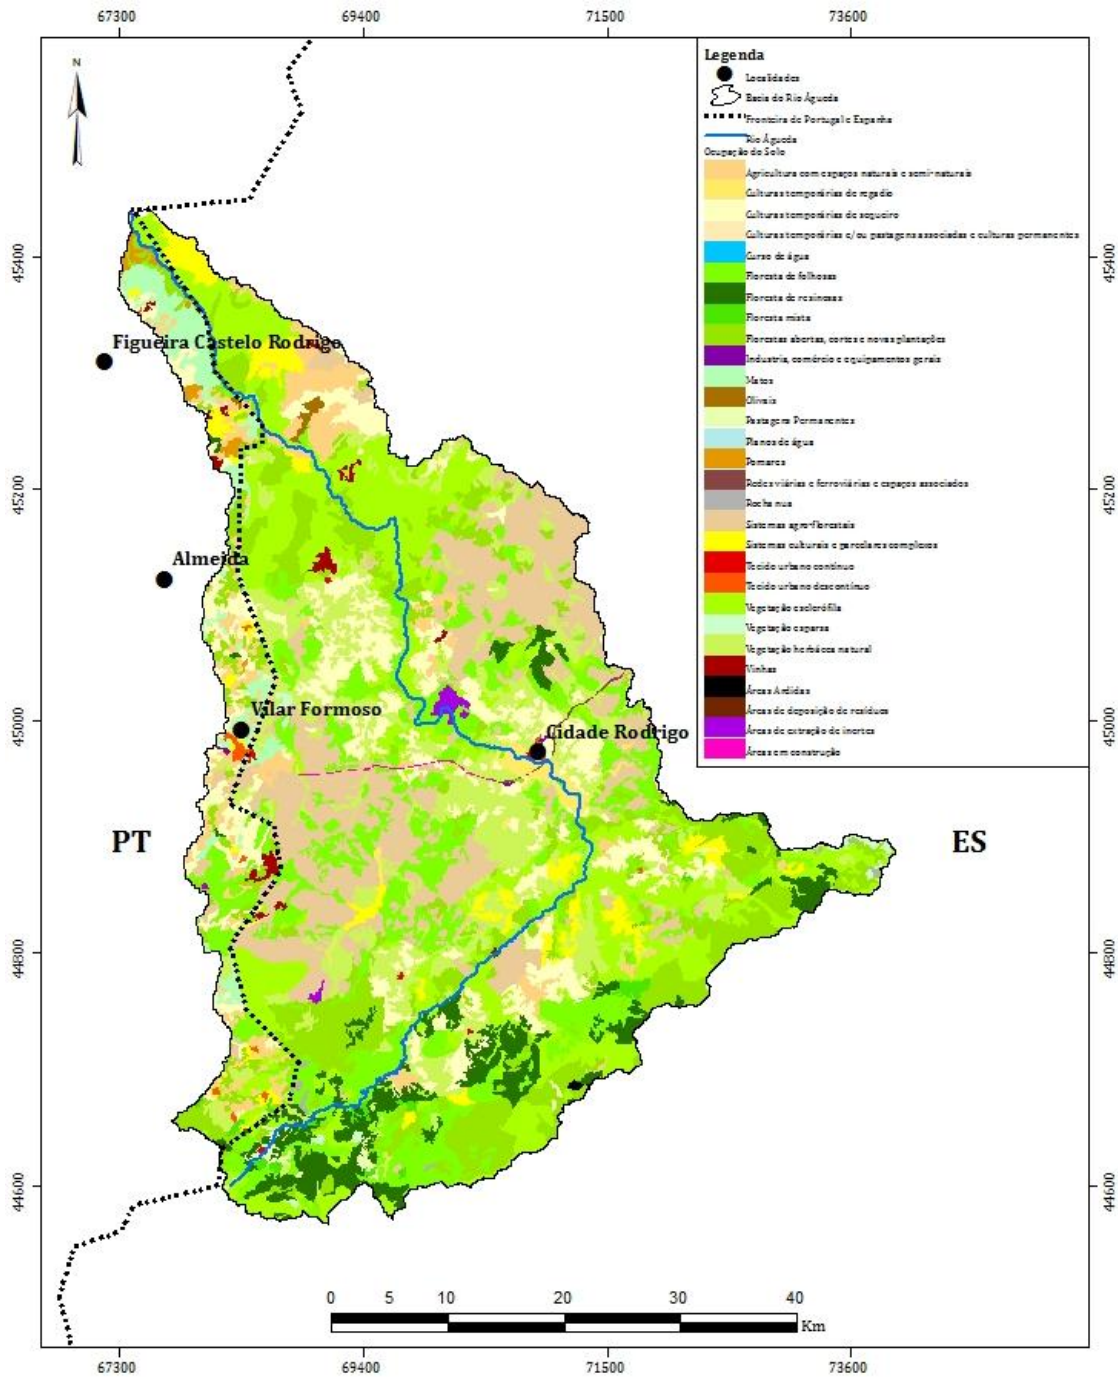 67300 69400 71500 73600
N
Legenda
Localidades
Bacia do Rio Águeda
Fronteira de Portugal e Espanha
Rio Águeda
Ocupação do Solo
Agricultura com espaços naturais e semi-naturais
Culturas temporárias de regadio
Culturas temporárias de sequeiro
Culturas temporárias e/ou pastagens associadas e culturas permanentes
Curso de água
Floresta de folhosas
Floresta de resinosas
Floresta mista
Florestas abertas, cortes e novas plantações
Industria, comércio e equipamentos gerais
Matos
Olivais
Pastagens Permanentes
Planos de água
Pomares
Redes viárias e ferroviárias e espaços associados
Rocha nua
Sistemas agro-florestais
Sistemas culturais e parcelares complexos
Tecido urbano contínuo
Tecido urbano descontínuo
Vegetação esclerófila
Vegetação esparsa
Vegetação herbácea natural
Vinhas
Áreas Ardidas
Áreas de deposição de resíduos
Áreas de extração de inertes
Áreas em construção
45400 45400
Figueira Castelo Rodrigo
45200 45200
Almeida
Vilar Formoso
45000 45000
Cidade Rodrigo
PT ES
44800 44800
44600 44600
0 5 10 20 30 40
Km
67300 69400 71500 73600